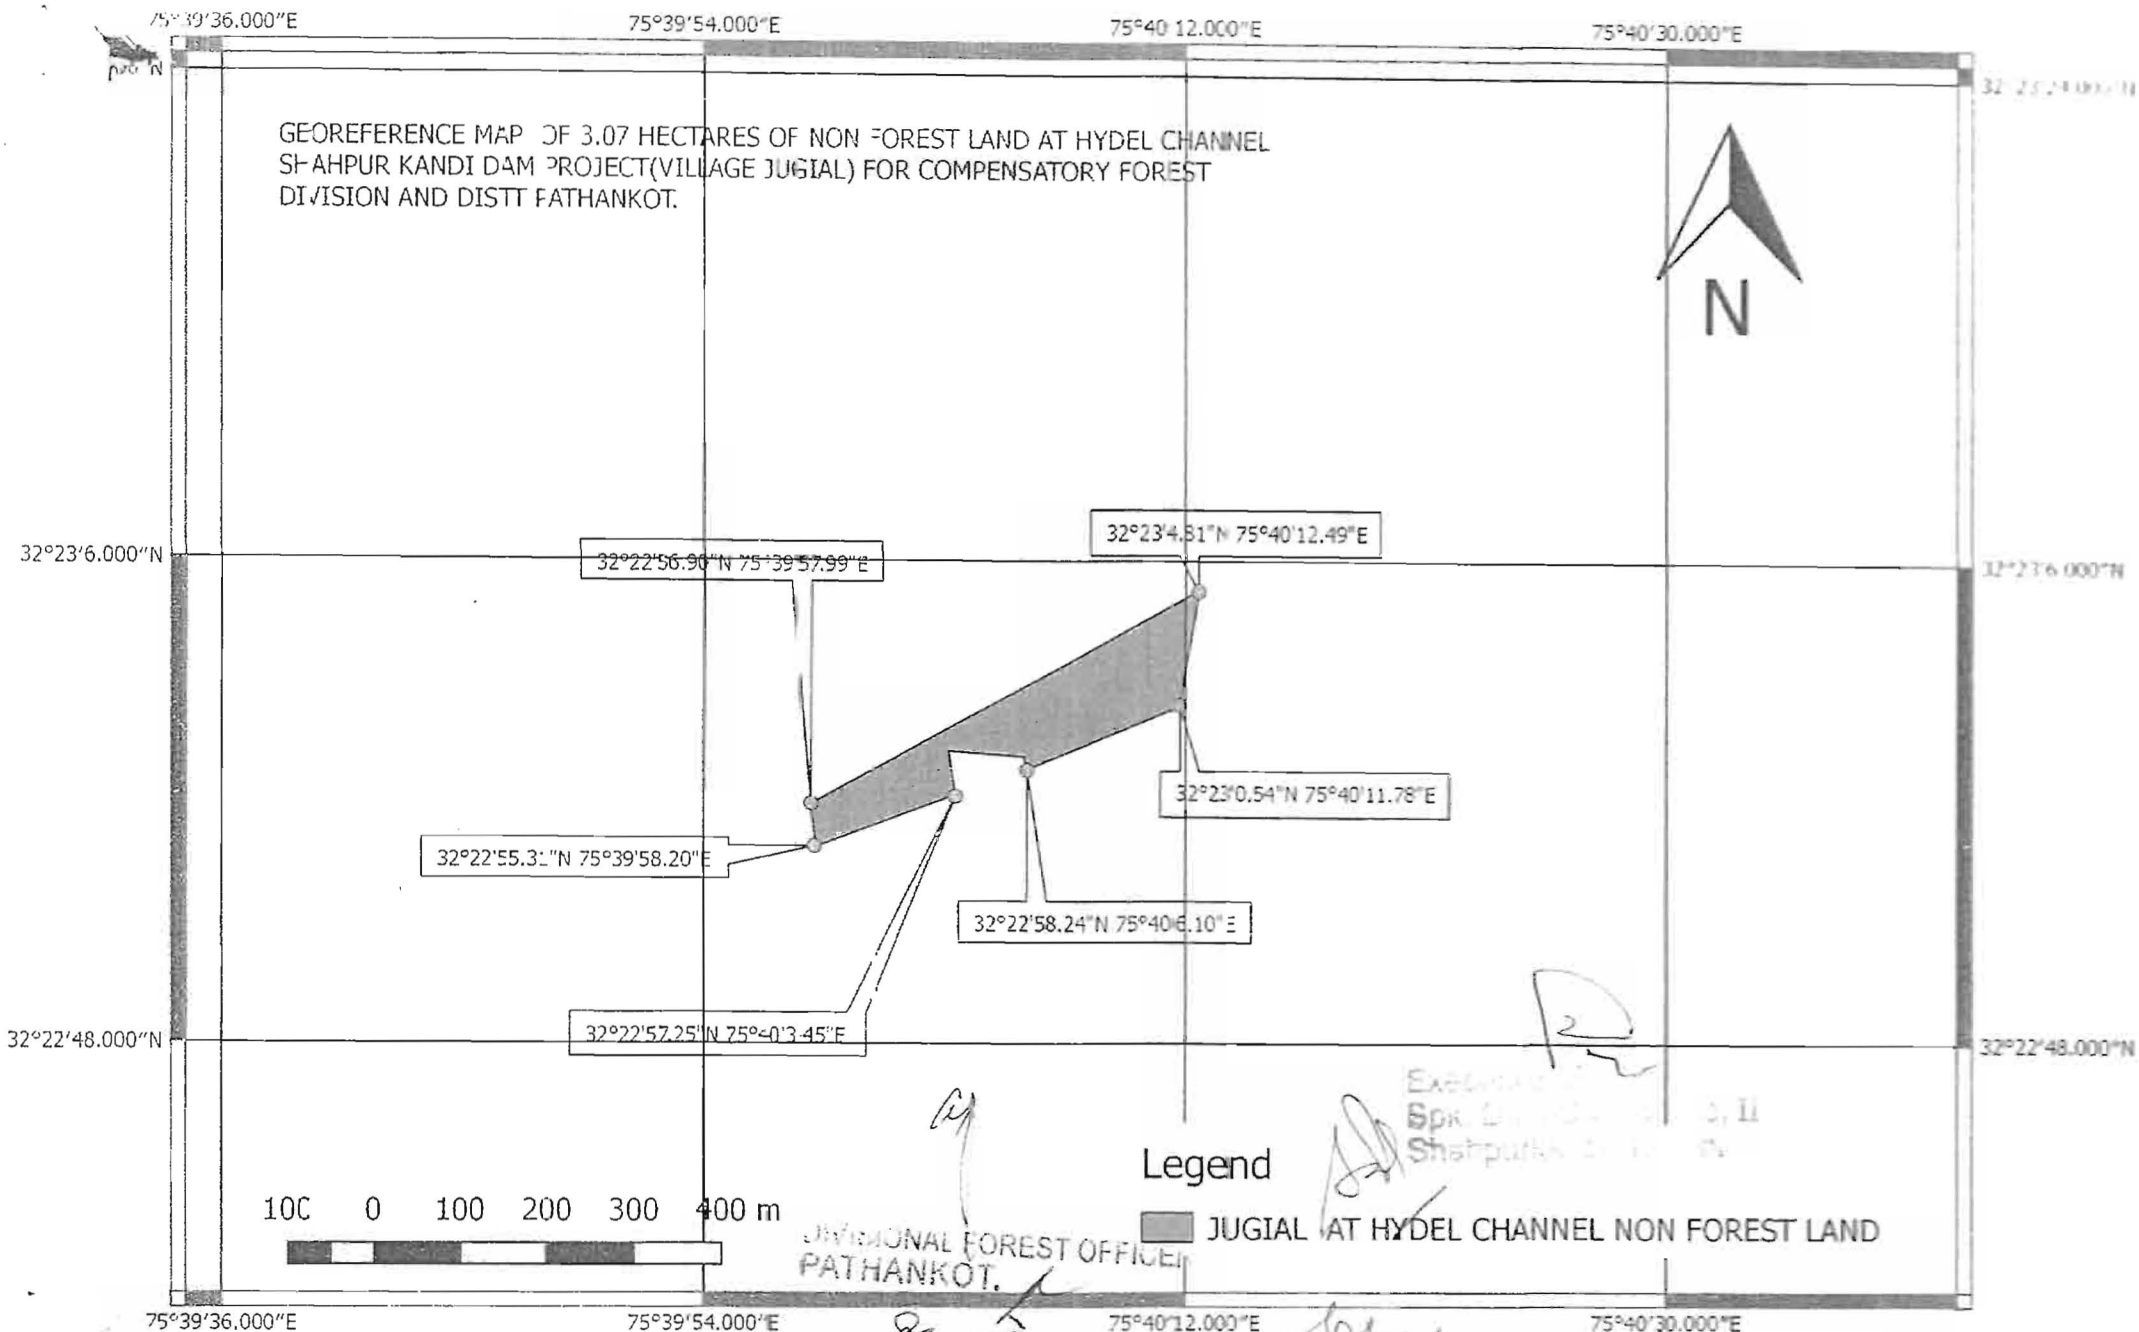 75°39'36.000"E 75°39'54.000"E 75°40'12.000"E 75°40'30.000"E
GEOREFERENCE MAP OF 3.07 HECTARES OF NON FOREST LAND AT HYDEL CHANNEL
SHAHPUR KANDI DAM PROJECT(VILLAGE JUGIAL) FOR COMPENSATORY FOREST
DIVISION AND DISTT PATHANKOT.
32°23'24.000"N
N
32°23'4.81"N 75°40'12.49"E
32°23'6.000"N
32°22'56.90"N 75°39'57.99"E
32°23'6.000"N
32°23'0.54"N 75°40'11.78"E
32°22'55.31"N 75°39'58.20"E
32°22'58.24"N 75°40'6.10"E
32°22'57.25"N 75°40'3.45"E
32°22'48.000"N
32°22'48.000"N
Legend
100 0 100 200 300 400 m
JUGIAL AT HYDEL CHANNEL NON FOREST LAND
DIVISIONAL FOREST OFFICER
PATHANKOT.
75°39'36.000"E 75°39'54.000"E 75°40'12.000"E 75°40'30.000"E